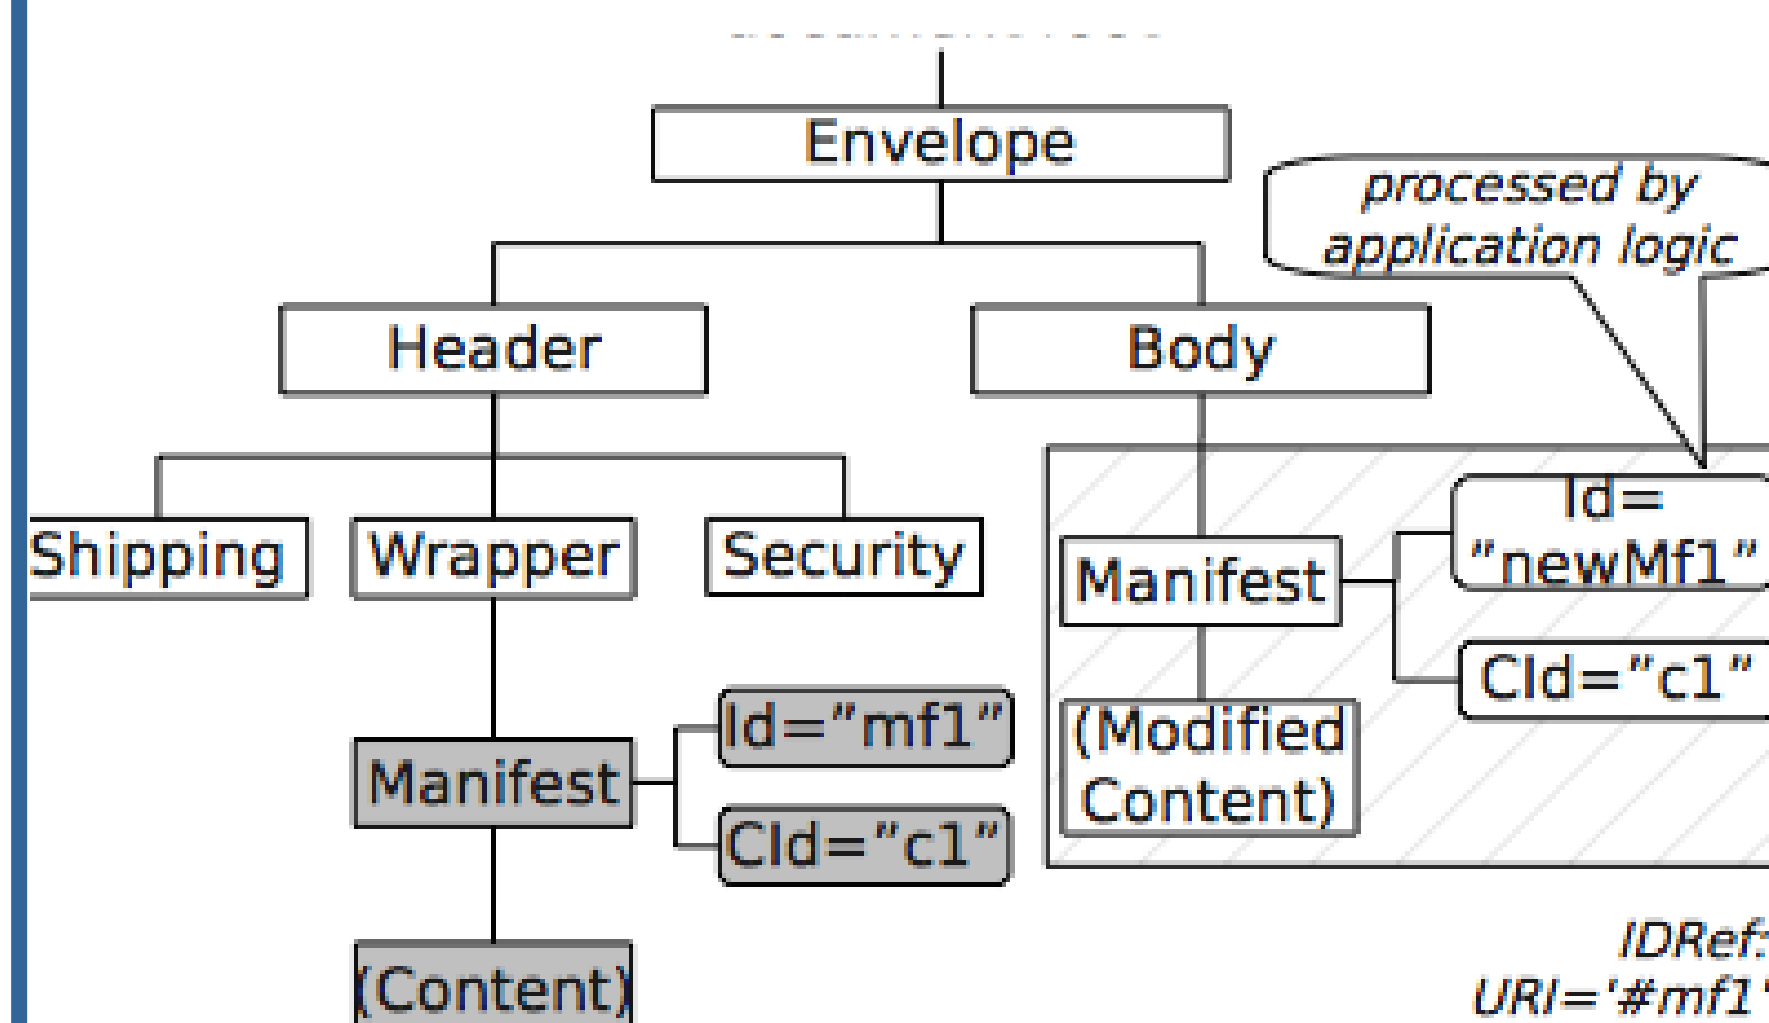 Envelope
processed by
application logic
Header
Body
Shipping
Wrapper
Security
Manifest
Id=
”newMf1”
CId=”c1”
(Modified
Content)
Manifest
Id=”mf1”
CId=”c1”
(Content)
IDRef:
URI='#mf1'